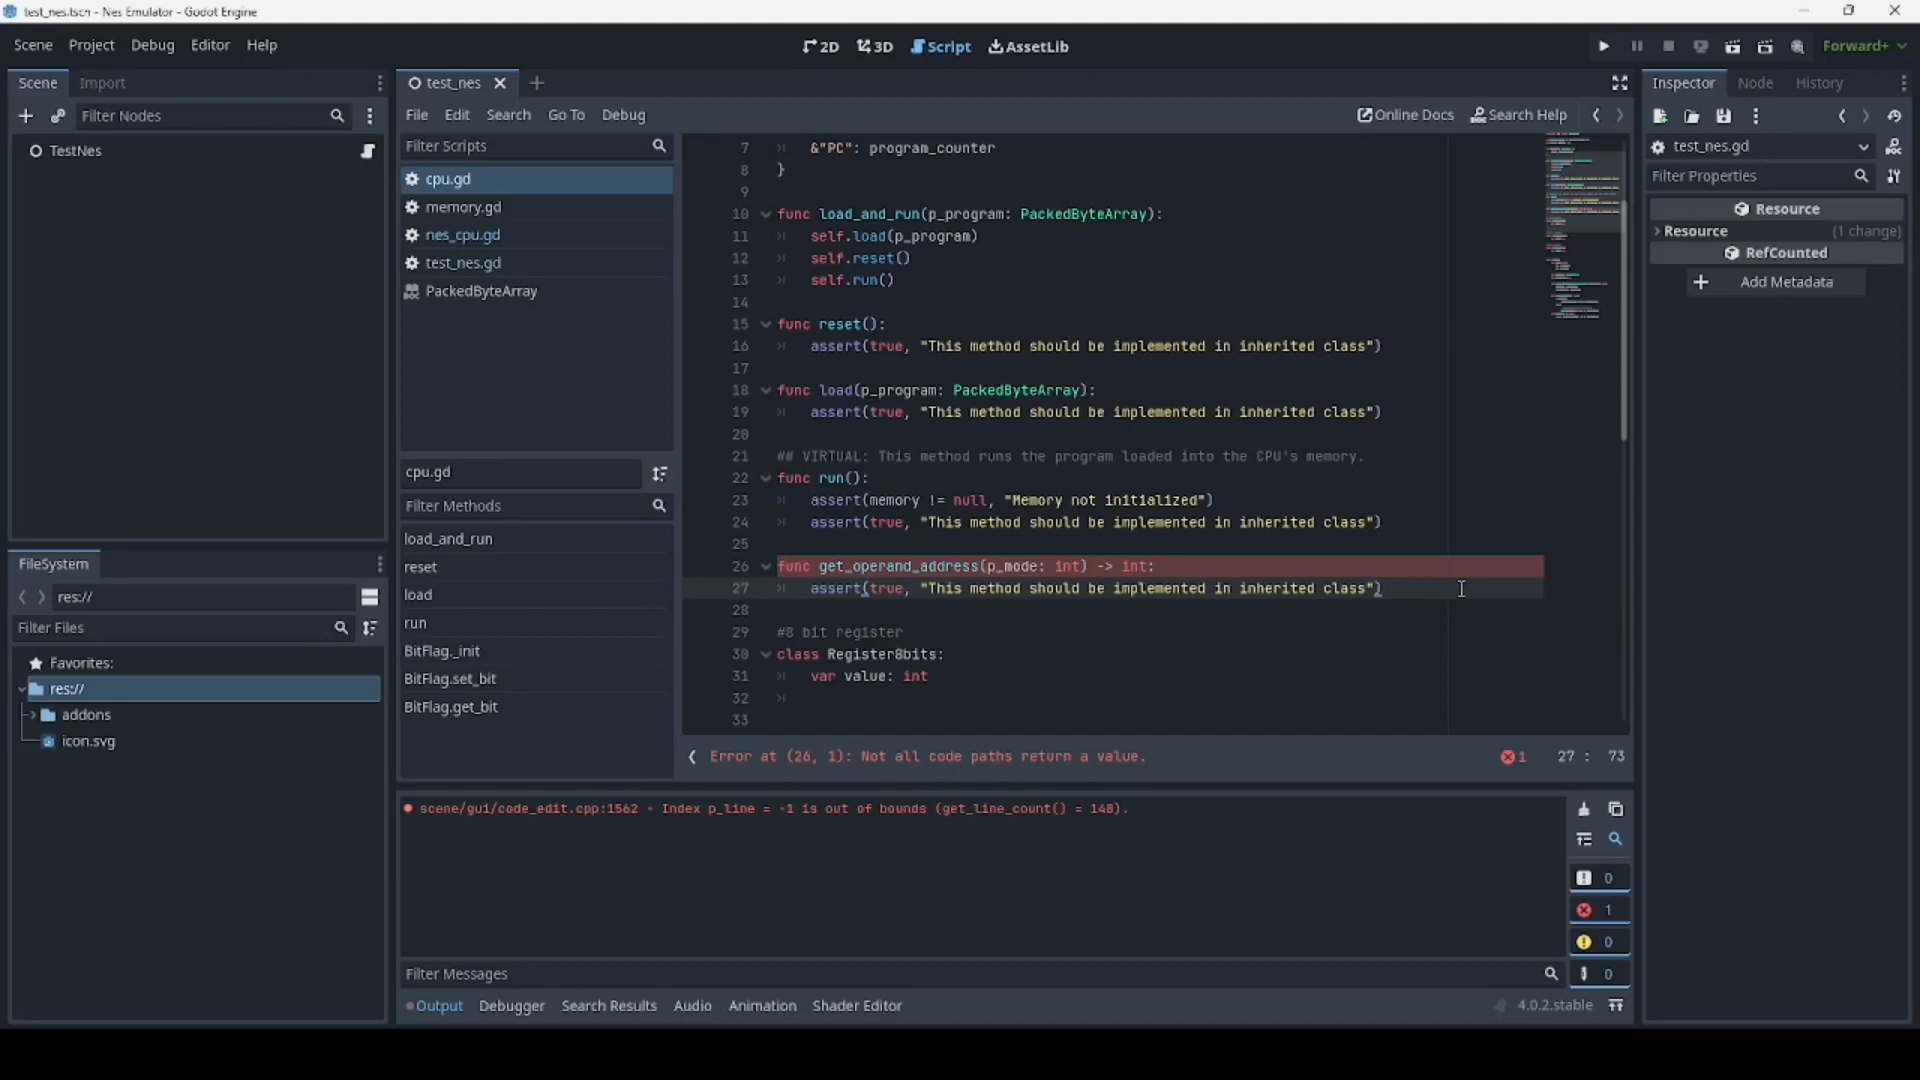 test_nes.tscn - Nes Emulator - Godot Engine
Scene Project Debug Editor Help
2D 3D Script AssetLib
Forward+
Scene Import
Filter Nodes
TestNes
FileSystem
res://
Filter Files
Favorites:
res://
addons
icon.svg
test_nes
File Edit Search Go To Debug
Online Docs Search Help
Filter Scripts
cpu.gd
memory.gd
nes_cpu.gd
test_nes.gd
PackedByteArray
cpu.gd
Filter Methods
load_and_run
reset
load
run
BitFlag._init
BitFlag.set_bit
BitFlag.get_bit
7 &"PC": program_counter
8 }
9
10 func load_and_run(p_program: PackedByteArray):
11 self.load(p_program)
12 self.reset()
13 self.run()
14
15 func reset():
16 assert(true, "This method should be implemented in inherited class")
17
18 func load(p_program: PackedByteArray):
19 assert(true, "This method should be implemented in inherited class")
20
21 ## VIRTUAL: This method runs the program loaded into the CPU's memory.
22 func run():
23 assert(memory != null, "Memory not initialized")
24 assert(true, "This method should be implemented in inherited class")
25
26 func get_operand_address(p_mode: int) -> int:
27 assert(true, "This method should be implemented in inherited class")
28
29 #8 bit register
30 class Register8bits:
31 var value: int
32
33
Error at (26, 1): Not all code paths return a value.
1 27 : 73
scene/gui/code_edit.cpp:1562 - Index p_line = -1 is out of bounds (get_line_count() = 148).
0
1
0
0
Filter Messages
Output Debugger Search Results Audio Animation Shader Editor
4.0.2.stable
Inspector Node History
test_nes.gd
Filter Properties
Resource
Resource (1 change)
RefCounted
Add Metadata